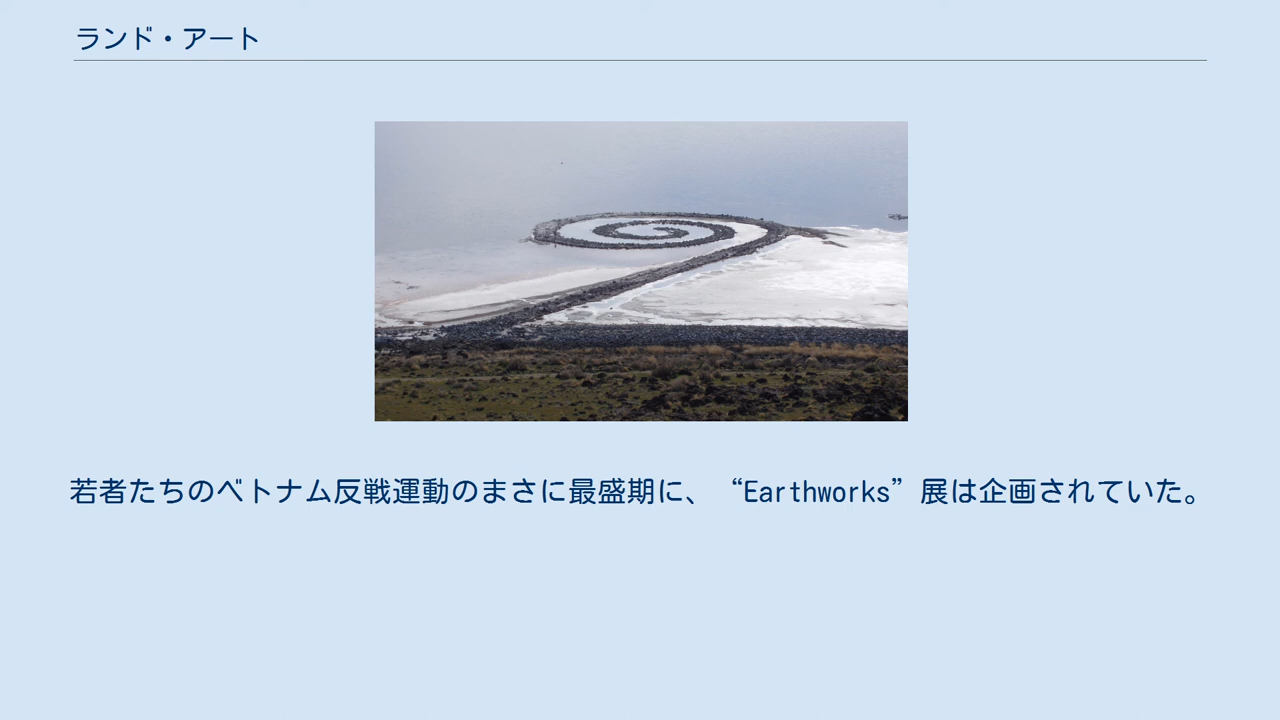 ランド・アート
若者たちのベトナム反戦運動のまさに最盛期に、“Earthworks”展は企画されていた。